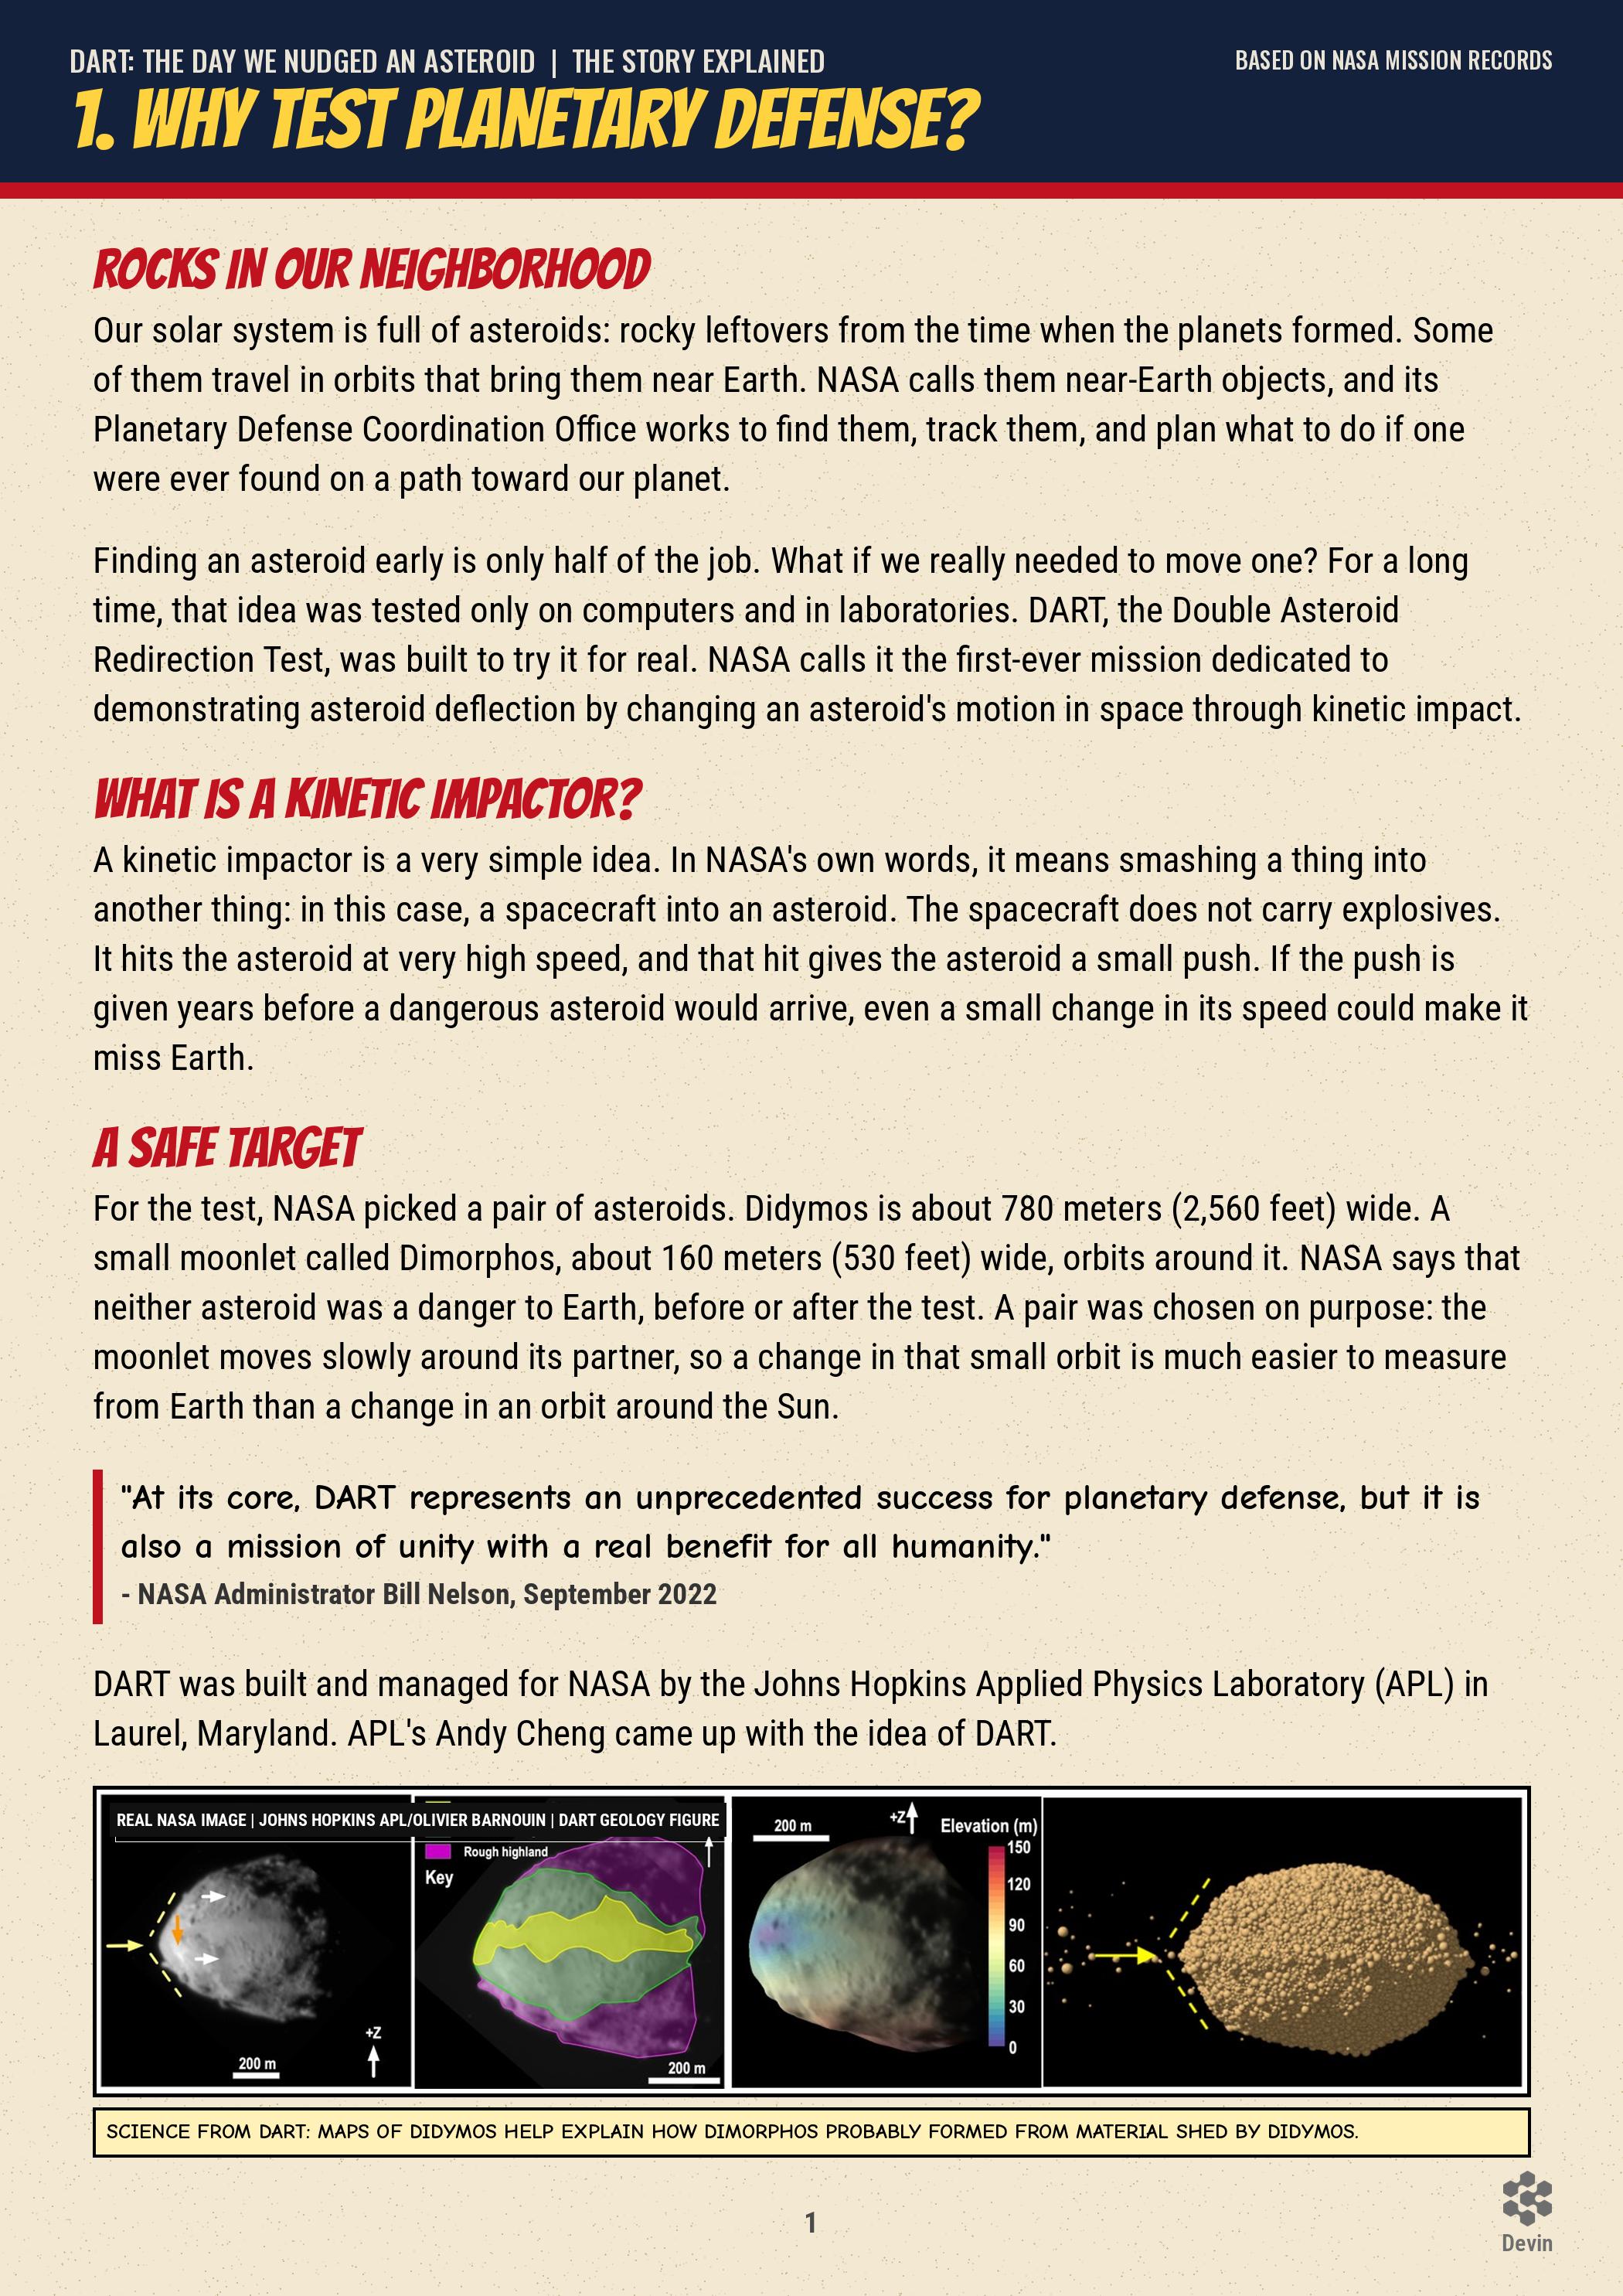 DART: THE DAY WE NUDGED AN ASTEROID | THE STORY EXPLAINED
BASED ON NASA MISSION RECORDS
1. WHY TEST PLANETARY DEFENSE?
ROCKS IN OUR NEIGHBORHOOD
Our solar system is full of asteroids: rocky leftovers from the time when the planets formed. Some
of them travel in orbits that bring them near Earth. NASA calls them near-Earth objects, and its
Planetary Defense Coordination Office works to find them, track them, and plan what to do if one
were ever found on a path toward our planet.
Finding an asteroid early is only half of the job. What if we really needed to move one? For a long
time, that idea was tested only on computers and in laboratories. DART, the Double Asteroid
Redirection Test, was built to try it for real. NASA calls it the first-ever mission dedicated to
demonstrating asteroid deflection by changing an asteroid's motion in space through kinetic impact.
WHAT IS A KINETIC IMPACTOR?
A kinetic impactor is a very simple idea. In NASA's own words, it means smashing a thing into
another thing: in this case, a spacecraft into an asteroid. The spacecraft does not carry explosives.
It hits the asteroid at very high speed, and that hit gives the asteroid a small push. If the push is
given years before a dangerous asteroid would arrive, even a small change in its speed could make it
miss Earth.
A SAFE TARGET
For the test, NASA picked a pair of asteroids. Didymos is about 780 meters (2,560 feet) wide. A
small moonlet called Dimorphos, about 160 meters (530 feet) wide, orbits around it. NASA says that
neither asteroid was a danger to Earth, before or after the test. A pair was chosen on purpose: the
moonlet moves slowly around its partner, so a change in that small orbit is much easier to measure
from Earth than a change in an orbit around the Sun.
"At its core, DART represents an unprecedented success for planetary defense, but it is
also a mission of unity with a real benefit for all humanity."
- NASA Administrator Bill Nelson, September 2022
DART was built and managed for NASA by the Johns Hopkins Applied Physics Laboratory (APL) in
Laurel, Maryland. APL's Andy Cheng came up with the idea of DART.
REAL NASA IMAGE | JOHNS HOPKINS APL/OLIVIER BARNOUIN | DART GEOLOGY FIGURE
+Z
200 m
Rough highland
Key
200 m
200 m
+Z
Elevation (m)
150
120
90
60
30
0
SCIENCE FROM DART: MAPS OF DIDYMOS HELP EXPLAIN HOW DIMORPHOS PROBABLY FORMED FROM MATERIAL SHED BY DIDYMOS.
1
Devin